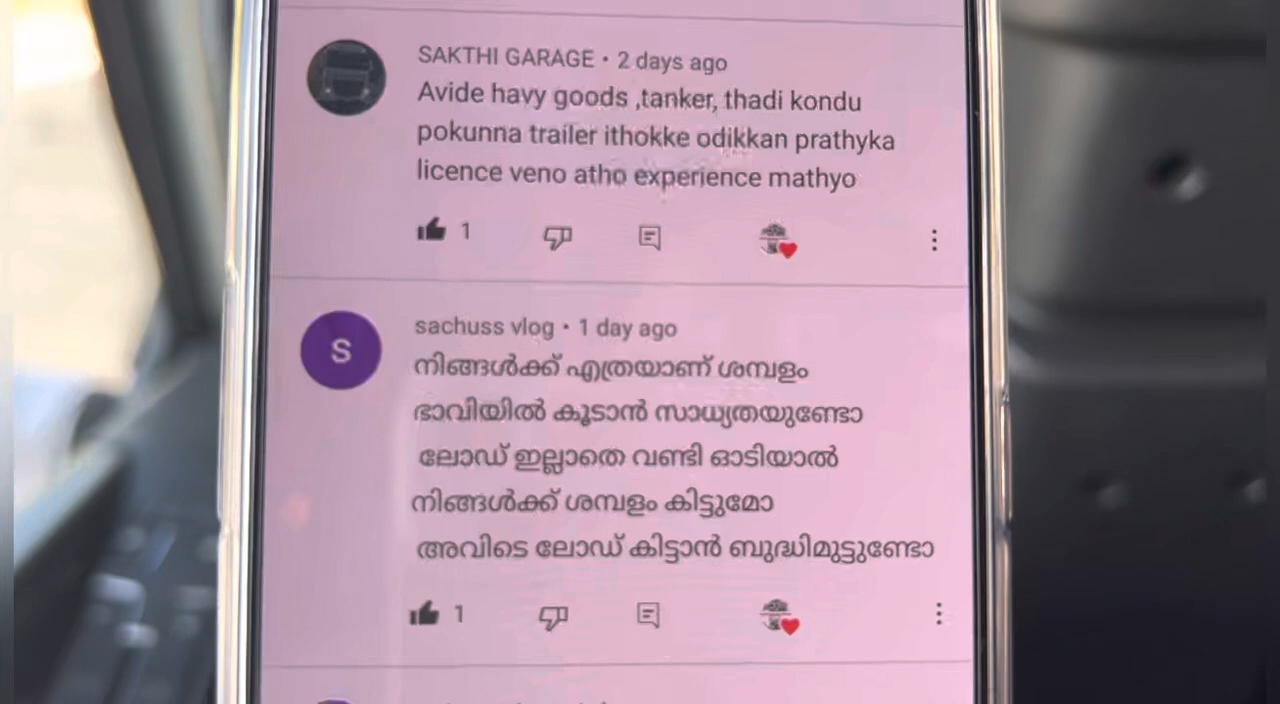 SAKTHI GARAGE • 2 days ago
Avide havy goods ,tanker, thadi kondu
pokunna trailer ithokke odikkan prathyka
licence veno atho experience mathyo
1
S
sachuss vlog • 1 day ago
നിങ്ങൾക്ക് എത്രയാണ് ശമ്പളം
ഭാവിയിൽ കൂടാൻ സാധ്യതയുണ്ടോ
ലോഡ് ഇല്ലാതെ വണ്ടി ഓടിയാൽ
നിങ്ങൾക്ക് ശമ്പളം കിട്ടുമോ
അവിടെ ലോഡ് കിട്ടാൻ ബുദ്ധിമുട്ടുണ്ടോ
1